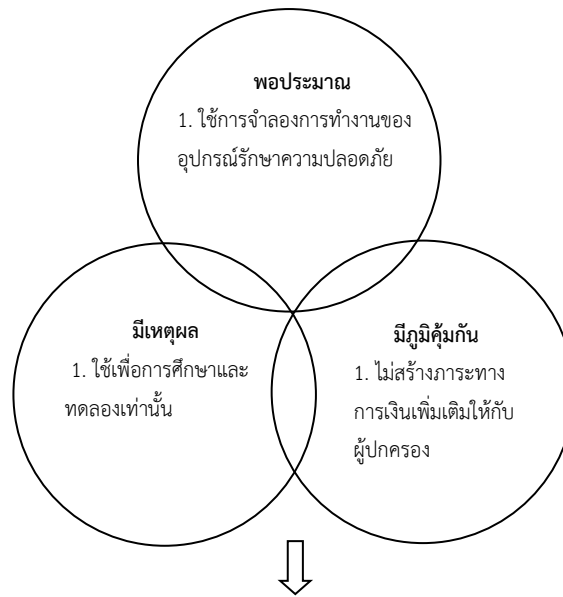 พอประมาณ
1. ใช้การจำลองการทำงานของ
อุปกรณ์รักษาความปลอดภัย
มีเหตุผล
1. ใช้เพื่อการศึกษาและ
ทดลองเท่านั้น
มีภูมิคุ้มกัน
1. ไม่สร้างภาระทาง
การเงินเพิ่มเติมให้กับ
ผู้ปกครอง